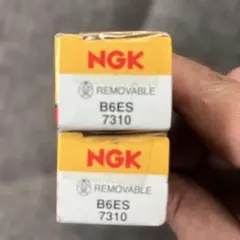 NGK
REMOVABLE
B6ES
7310
NGK
REMOVABLE
B6ES
7310